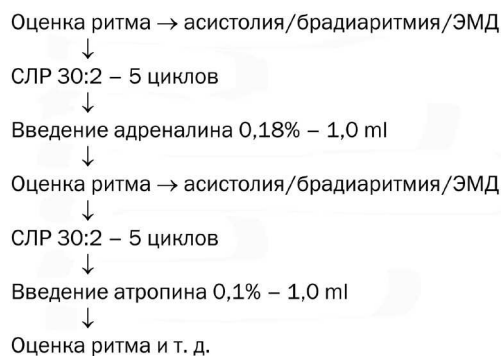 Оценка ритма → асистолия/брадиаритмия/ЭМД
↓
СЛР 30:2 – 5 циклов
↓
Введение адреналина 0,18% – 1,0 ml
↓
Оценка ритма → асистолия/брадиаритмия/ЭМД
↓
СЛР 30:2 – 5 циклов
↓
Введение атропина 0,1% – 1,0 ml
↓
Оценка ритма и т. д.